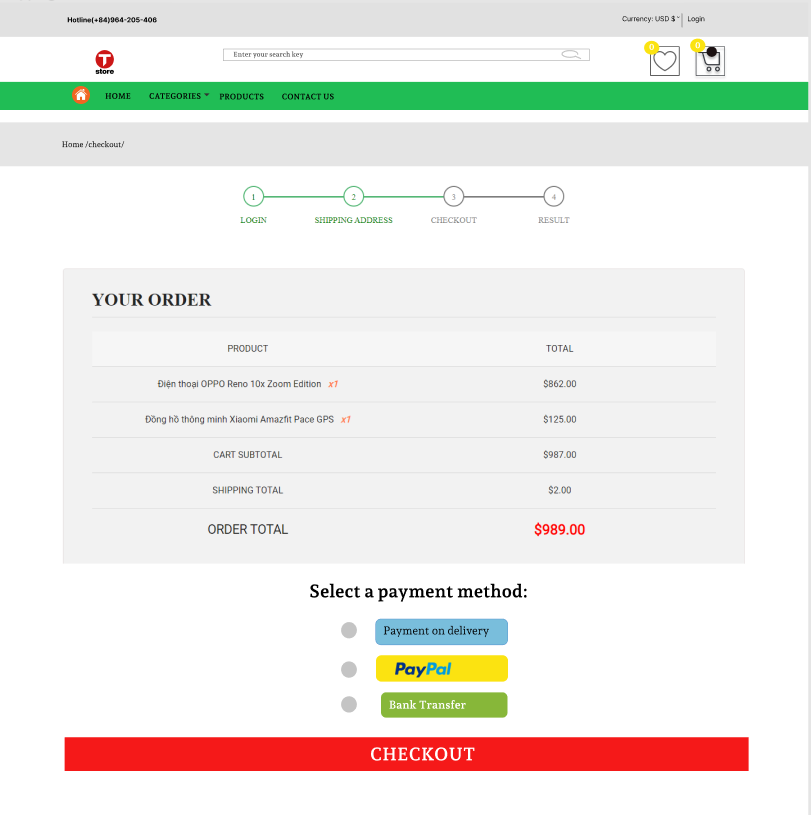 Hotline(+84)964-205-406
Currency: USD $
Login
T
store
Enter your search key
0
0
HOME CATEGORIES PRODUCTS CONTACT US
Home /checkout/
1 2 3 4
LOGIN SHIPPING ADDRESS CHECKOUT RESULT
YOUR ORDER
PRODUCT TOTAL
Điện thoại OPPO Reno 10x Zoom Edition x1 $862.00
Đồng hồ thông minh Xiaomi Amazfit Pace GPS x1 $125.00
CART SUBTOTAL $987.00
SHIPPING TOTAL $2.00
ORDER TOTAL $989.00
Select a payment method:
Payment on delivery
PayPal
Bank Transfer
CHECKOUT